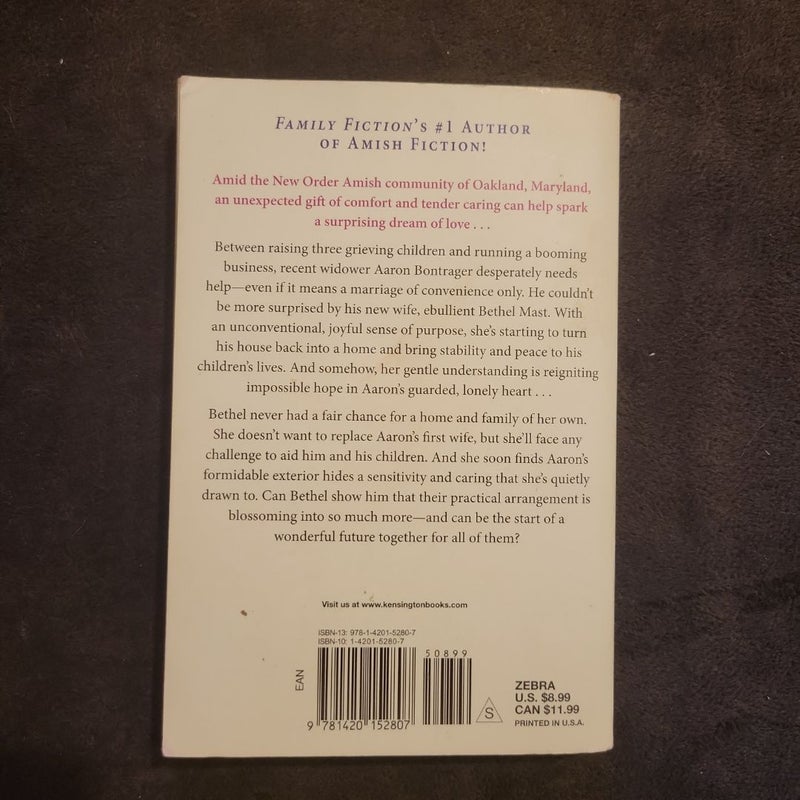 FAMILY FICTION'S #1 AUTHOR
OF AMISH FICTION!
Amid the New Order Amish community of Oakland, Maryland,
an unexpected gift of comfort and tender caring can help spark
a surprising dream of love . . .
Between raising three grieving children and running a booming
business, recent widower Aaron Bontrager desperately needs
help—even if it means a marriage of convenience only. He couldn't
be more surprised by his new wife, ebullient Bethel Mast. With
an unconventional, joyful sense of purpose, she's starting to turn
his house back into a home and bring stability and peace to his
children's lives. And somehow, her gentle understanding is reigniting
impossible hope in Aaron's guarded, lonely heart . . .
Bethel never had a fair chance for a home and family of her own.
She doesn't want to replace Aaron's first wife, but she'll face any
challenge to aid him and his children. And she soon finds Aaron's
formidable exterior hides a sensitivity and caring that she's quietly
drawn to. Can Bethel show him that their practical arrangement is
blossoming into so much more—and can be the start of a
wonderful future together for all of them?
Visit us at www.kensingtonbooks.com
ISBN-13: 978-1-4201-5280-7
ISBN-10: 1-4201-5280-7
50899
EAN
9 781420 152807
S
ZEBRA
U.S. $8.99
CAN $11.99
PRINTED IN U.S.A.